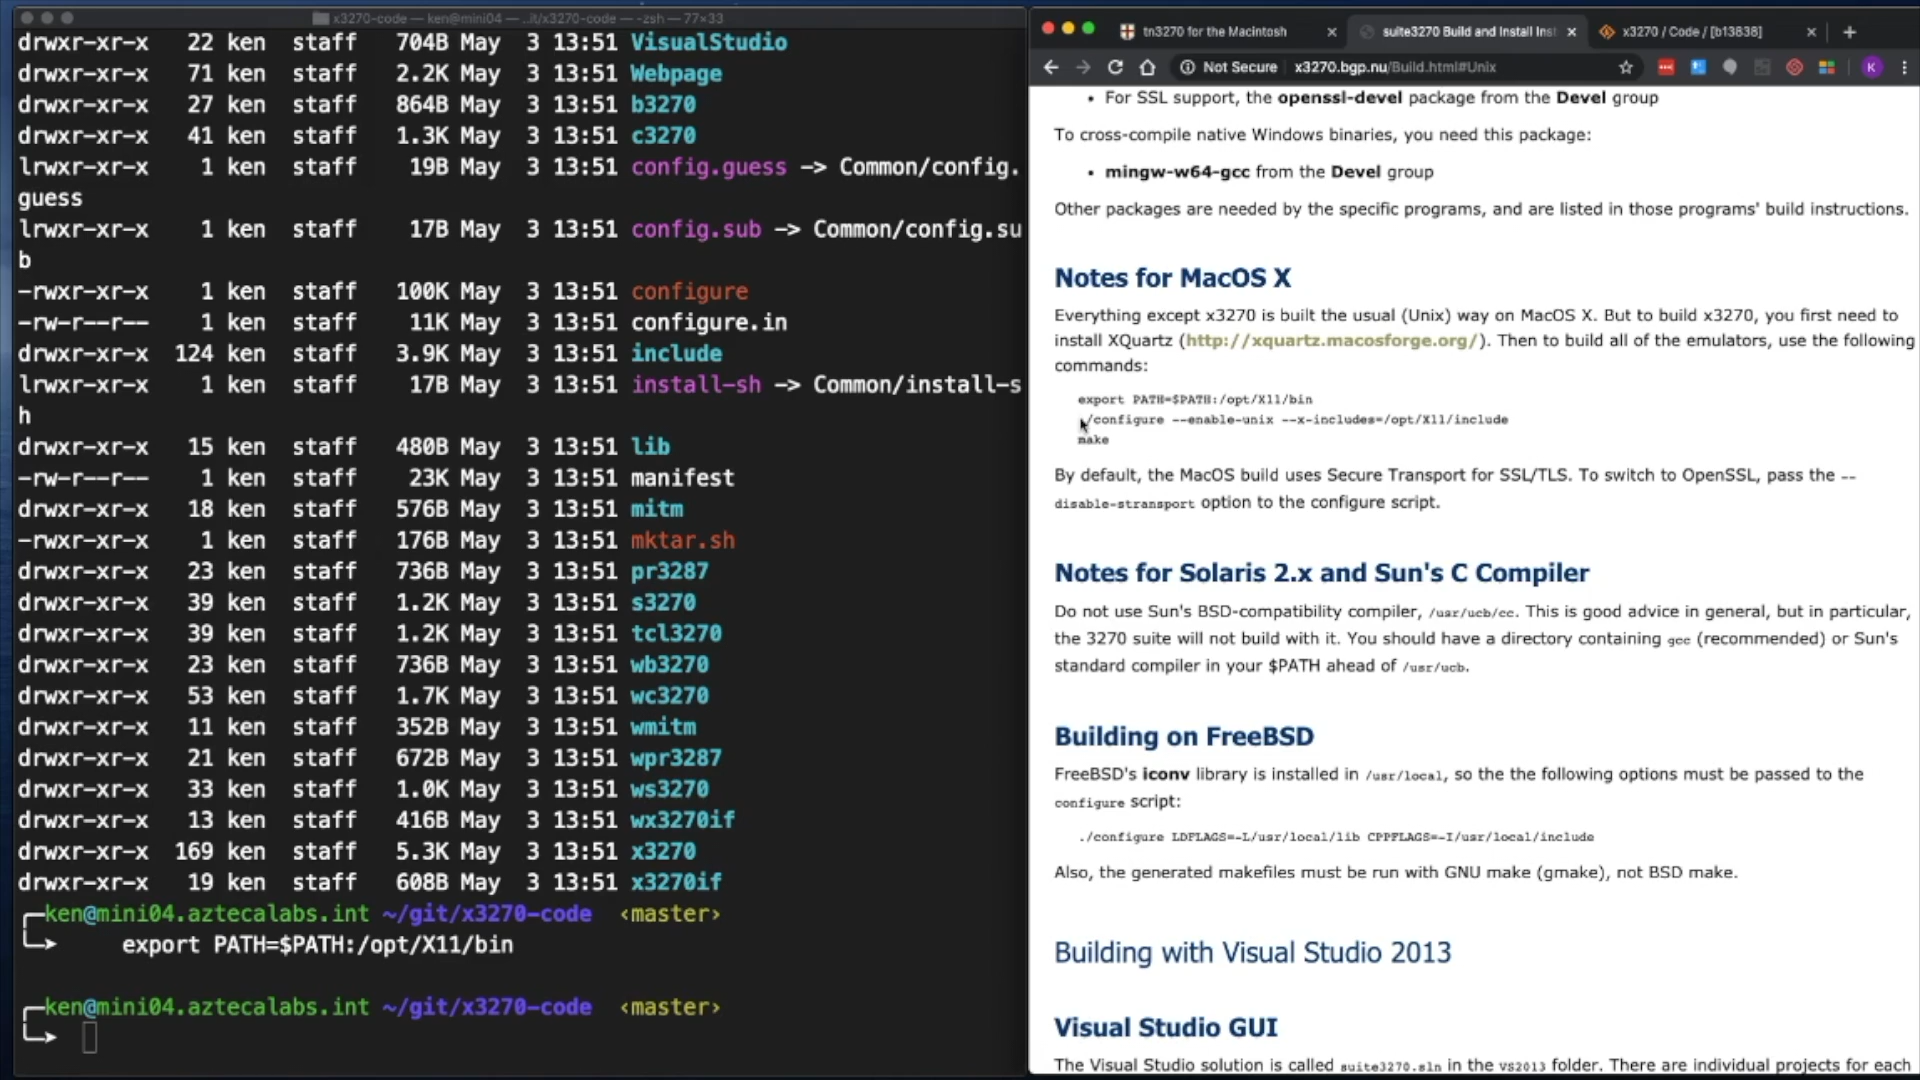 x3270-code — ken@mini04 — ..it/x3270-code — -zsh — 77×33
drwxr-xr-x 22 ken staff 704B May 3 13:51 VisualStudio
drwxr-xr-x 71 ken staff 2.2K May 3 13:51 Webpage
drwxr-xr-x 27 ken staff 864B May 3 13:51 b3270
drwxr-xr-x 41 ken staff 1.3K May 3 13:51 c3270
lrwxr-xr-x 1 ken staff 19B May 3 13:51 config.guess -> Common/config.
guess
lrwxr-xr-x 1 ken staff 17B May 3 13:51 config.sub -> Common/config.su
b
-rwxr-xr-x 1 ken staff 100K May 3 13:51 configure
-rw-r--r-- 1 ken staff 11K May 3 13:51 configure.in
drwxr-xr-x 124 ken staff 3.9K May 3 13:51 include
lrwxr-xr-x 1 ken staff 17B May 3 13:51 install-sh -> Common/install-s
h
drwxr-xr-x 15 ken staff 480B May 3 13:51 lib
-rw-r--r-- 1 ken staff 23K May 3 13:51 manifest
drwxr-xr-x 18 ken staff 576B May 3 13:51 mitm
-rwxr-xr-x 1 ken staff 176B May 3 13:51 mktar.sh
drwxr-xr-x 23 ken staff 736B May 3 13:51 pr3287
drwxr-xr-x 39 ken staff 1.2K May 3 13:51 s3270
drwxr-xr-x 39 ken staff 1.2K May 3 13:51 tcl3270
drwxr-xr-x 23 ken staff 736B May 3 13:51 wb3270
drwxr-xr-x 53 ken staff 1.7K May 3 13:51 wc3270
drwxr-xr-x 11 ken staff 352B May 3 13:51 wmitm
drwxr-xr-x 21 ken staff 672B May 3 13:51 wpr3287
drwxr-xr-x 33 ken staff 1.0K May 3 13:51 ws3270
drwxr-xr-x 13 ken staff 416B May 3 13:51 wx3270if
drwxr-xr-x 169 ken staff 5.3K May 3 13:51 x3270
drwxr-xr-x 19 ken staff 608B May 3 13:51 x3270if
ken@mini04.aztecalabs.int ~/git/x3270-code ‹master›
export PATH=$PATH:/opt/X11/bin
ken@mini04.aztecalabs.int ~/git/x3270-code ‹master›
tn3270 for the Macintosh
suite3270 Build and Install Inst
x3270 / Code / [b13838]
Not Secure x3270.bgp.nu/Build.html#Unix
K
• For SSL support, the openssl-devel package from the Devel group
To cross-compile native Windows binaries, you need this package:
• mingw-w64-gcc from the Devel group
Other packages are needed by the specific programs, and are listed in those programs' build instructions.
Notes for MacOS X
Everything except x3270 is built the usual (Unix) way on MacOS X. But to build x3270, you first need to
install XQuartz (http://xquartz.macosforge.org/). Then to build all of the emulators, use the following
commands:
export PATH=$PATH:/opt/X11/bin
./configure --enable-unix --x-includes=/opt/X11/include
make
By default, the MacOS build uses Secure Transport for SSL/TLS. To switch to OpenSSL, pass the --
disable-stransport option to the configure script.
Notes for Solaris 2.x and Sun's C Compiler
Do not use Sun's BSD-compatibility compiler, /usr/ucb/cc. This is good advice in general, but in particular,
the 3270 suite will not build with it. You should have a directory containing gcc (recommended) or Sun's
standard compiler in your $PATH ahead of /usr/ucb.
Building on FreeBSD
FreeBSD's iconv library is installed in /usr/local, so the the following options must be passed to the
configure script:
./configure LDFLAGS=-L/usr/local/lib CPPFLAGS=-I/usr/local/include
Also, the generated makefiles must be run with GNU make (gmake), not BSD make.
Building with Visual Studio 2013
Visual Studio GUI
The Visual Studio solution is called suite3270.sln in the VS2013 folder. There are individual projects for each